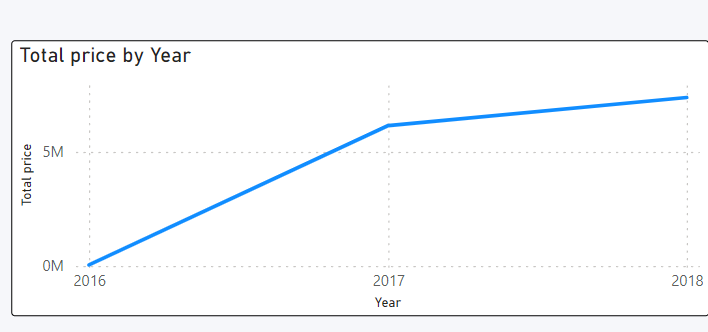 Total price by Year
Total price
5M
0M
2016 2017 2018
Year